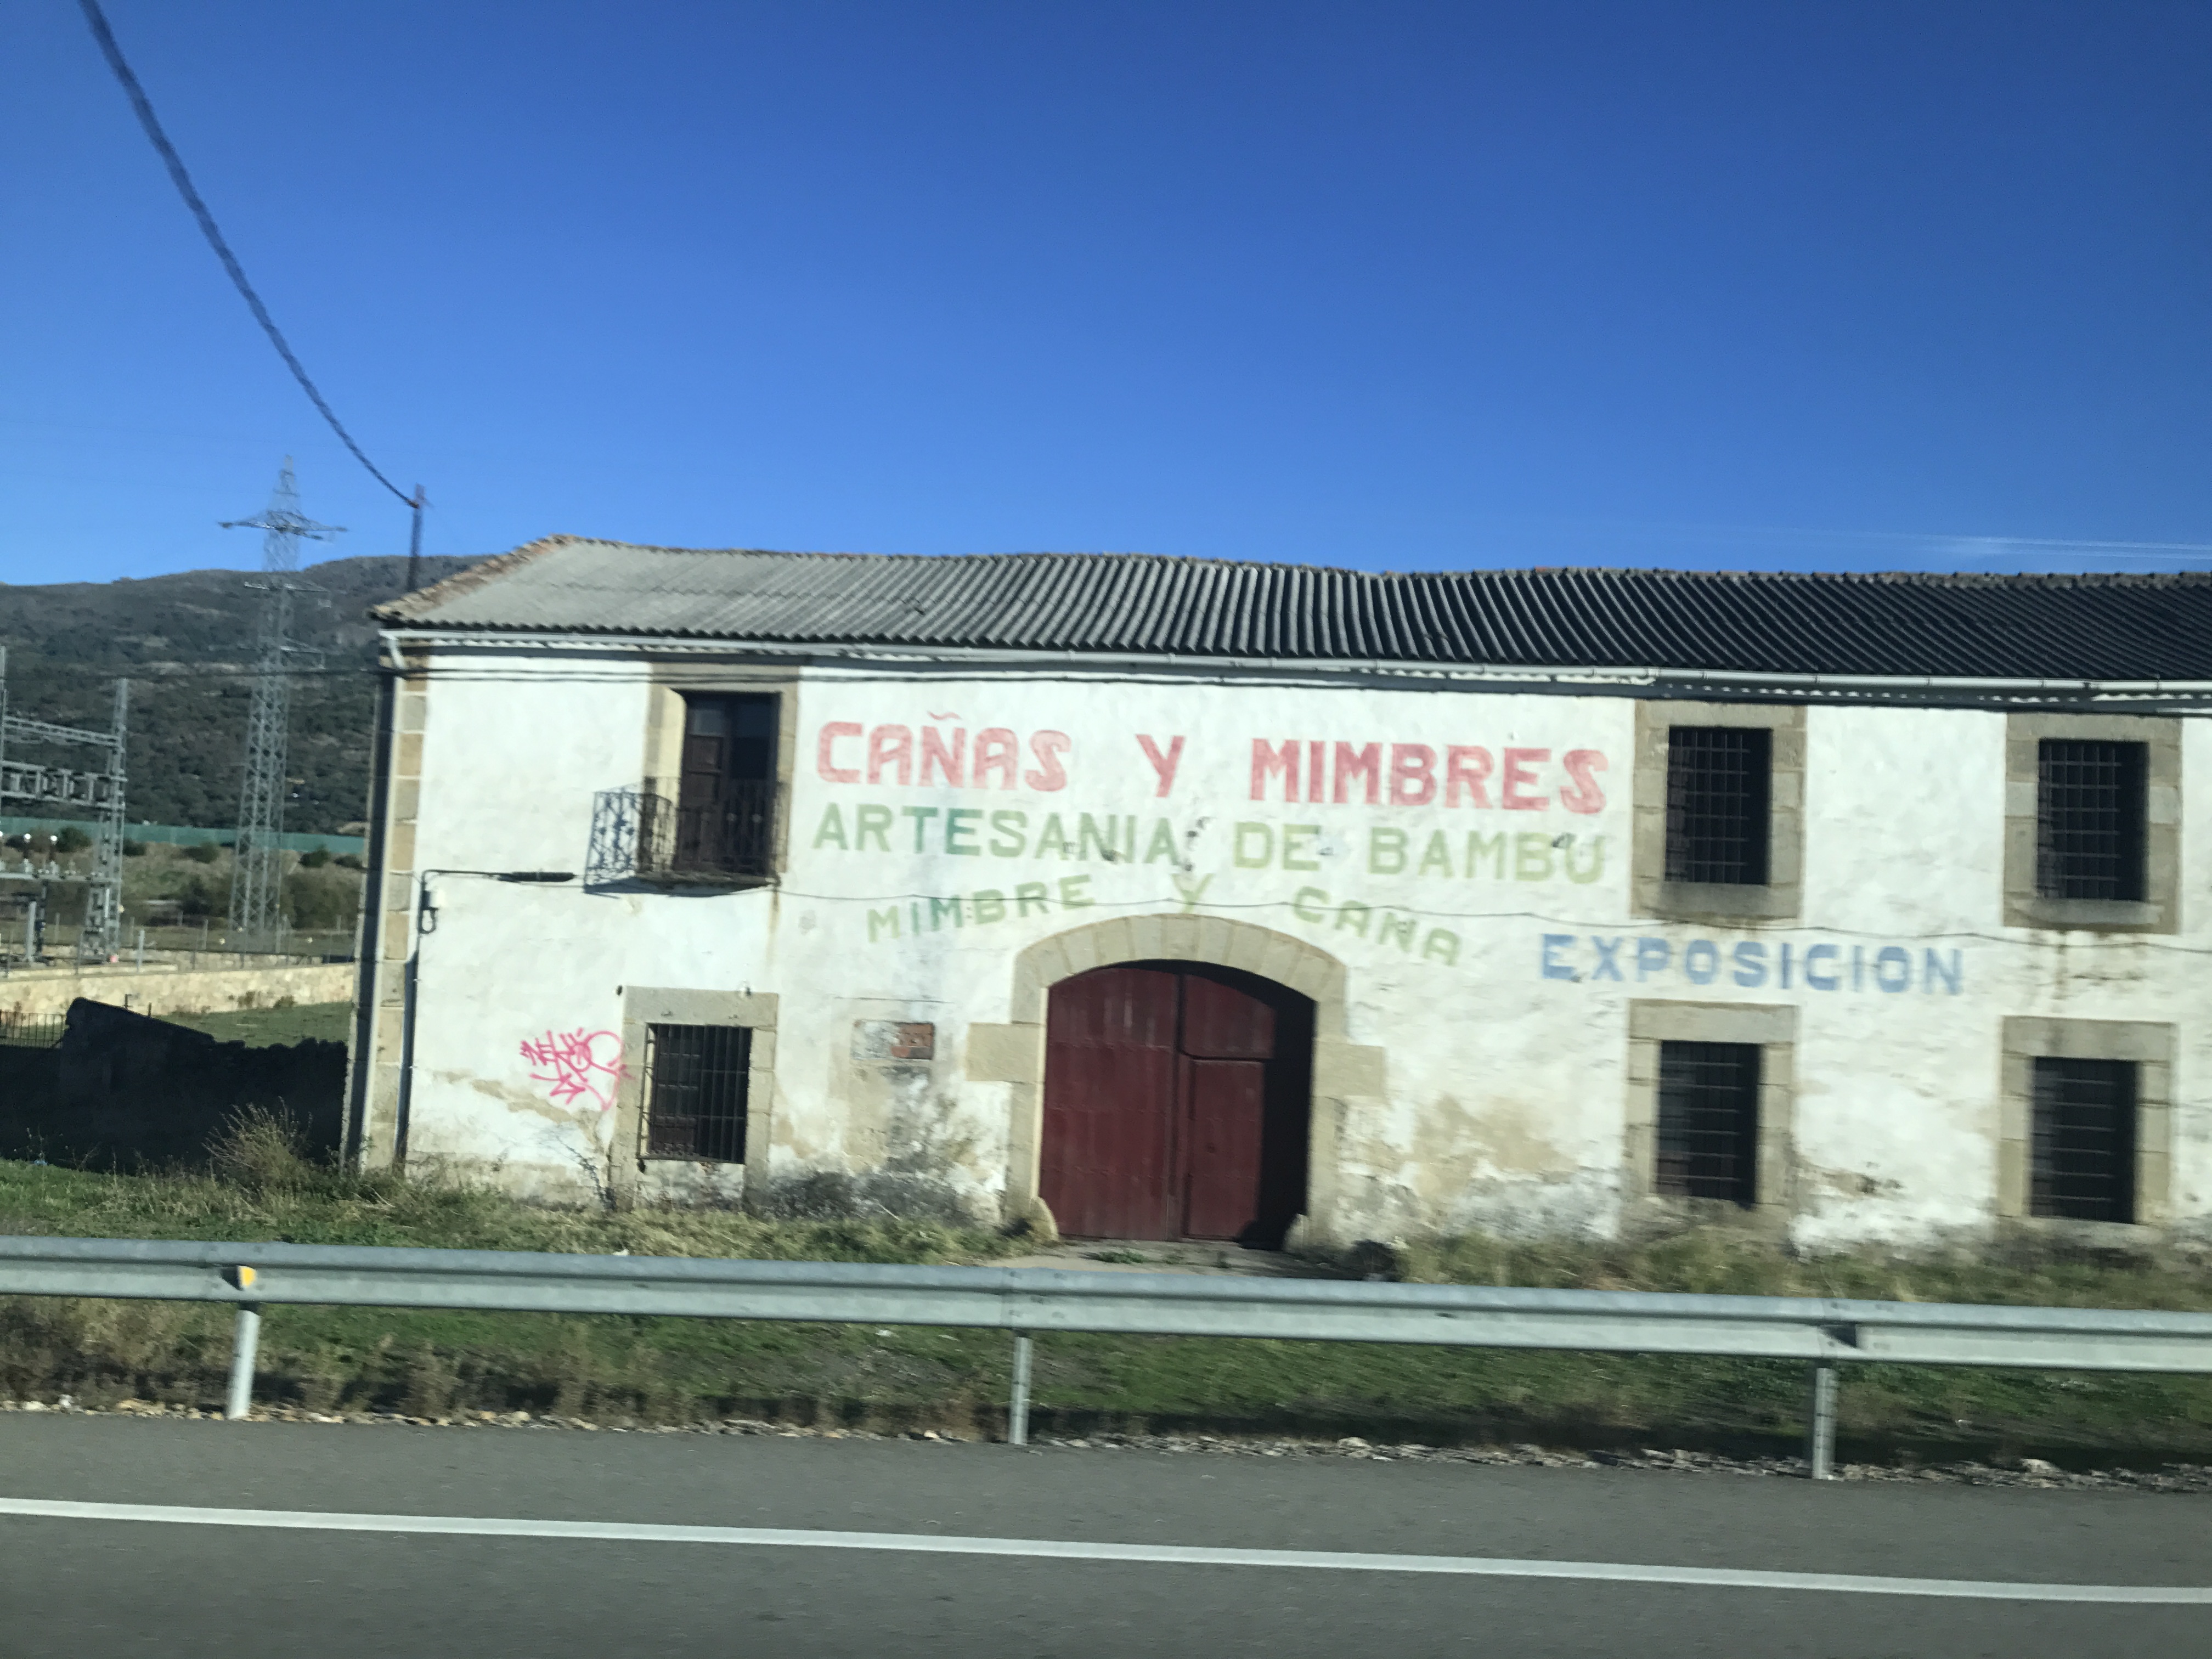 CAÑAS Y MIMBRES
ARTESANIA DE BAMBU
MIMBRE Y CAÑA
EXPOSICION